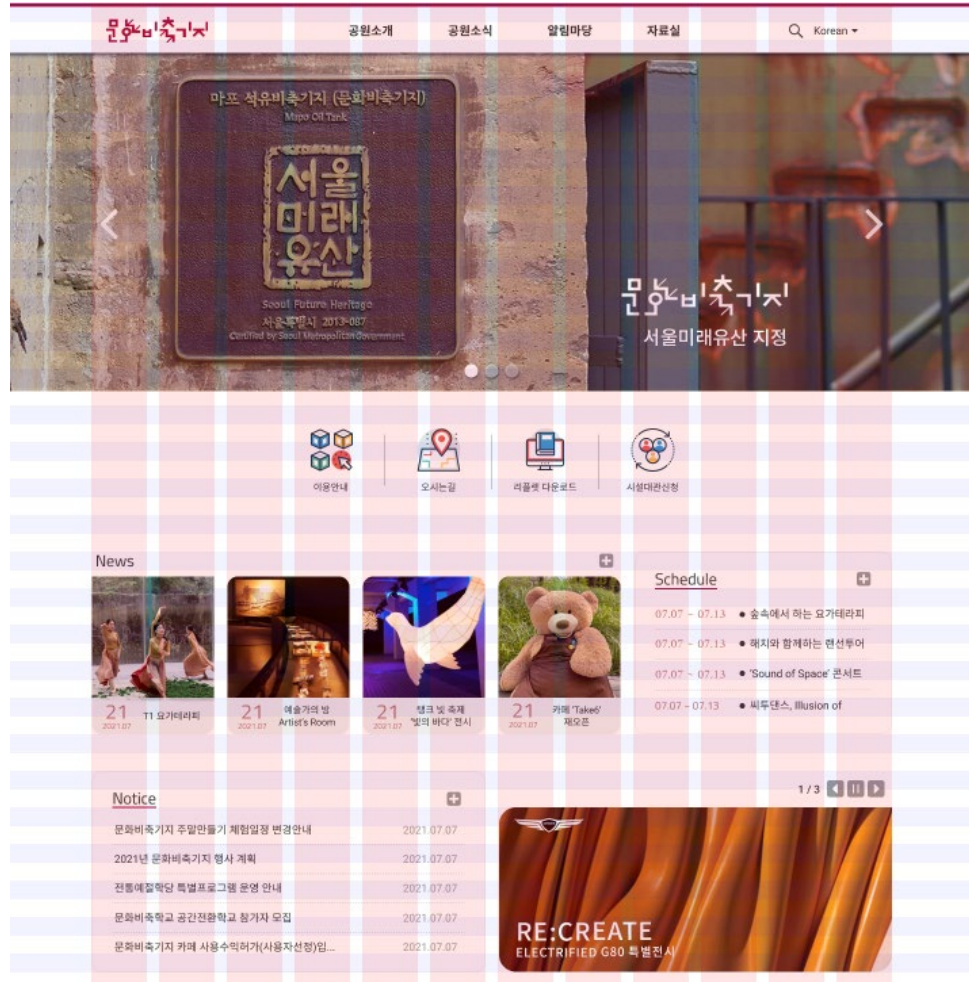 문화비축기지
공원소개 공원소식 알림마당 자료실 Korean
마포 석유비축기지 (문화비축기지)
Mapo Oil Tank
서울
미래
유산
Seoul Future Heritage
서울특별시 2013-087
Certified by Seoul Metropolitan Government
문화비축기지
서울미래유산 지정
이용안내 오시는길 리플렛 다운로드 시설대관신청
News
21
2021.07
T1 요가테라피
21
2021.07
예술가의 방
Artist's Room
21
2021.07
탱크 빛 축제
'빛의 바다' 전시
21
2021.07
카페 'Take6'
재오픈
Schedule
07.07 ~ 07.13 ● 숲속에서 하는 요가테라피
07.07 ~ 07.13 ● 해치와 함께하는 랜선투어
07.07 ~ 07.13 ● 'Sound of Space' 콘서트
07.07 ~ 07.13 ● 씨투댄스, Illusion of
Notice
문화비축기지 주말만들기 체험일정 변경안내 2021.07.07
2021년 문화비축기지 행사 계획 2021.07.07
전통예절학당 특별프로그램 운영 안내 2021.07.07
문화비축학교 공간전환학교 참가자 모집 2021.07.07
문화비축기지 카페 사용수익허가(사용자선정)입... 2021.07.07
1 / 3
RE:CREATE
ELECTRIFIED G80 특별전시